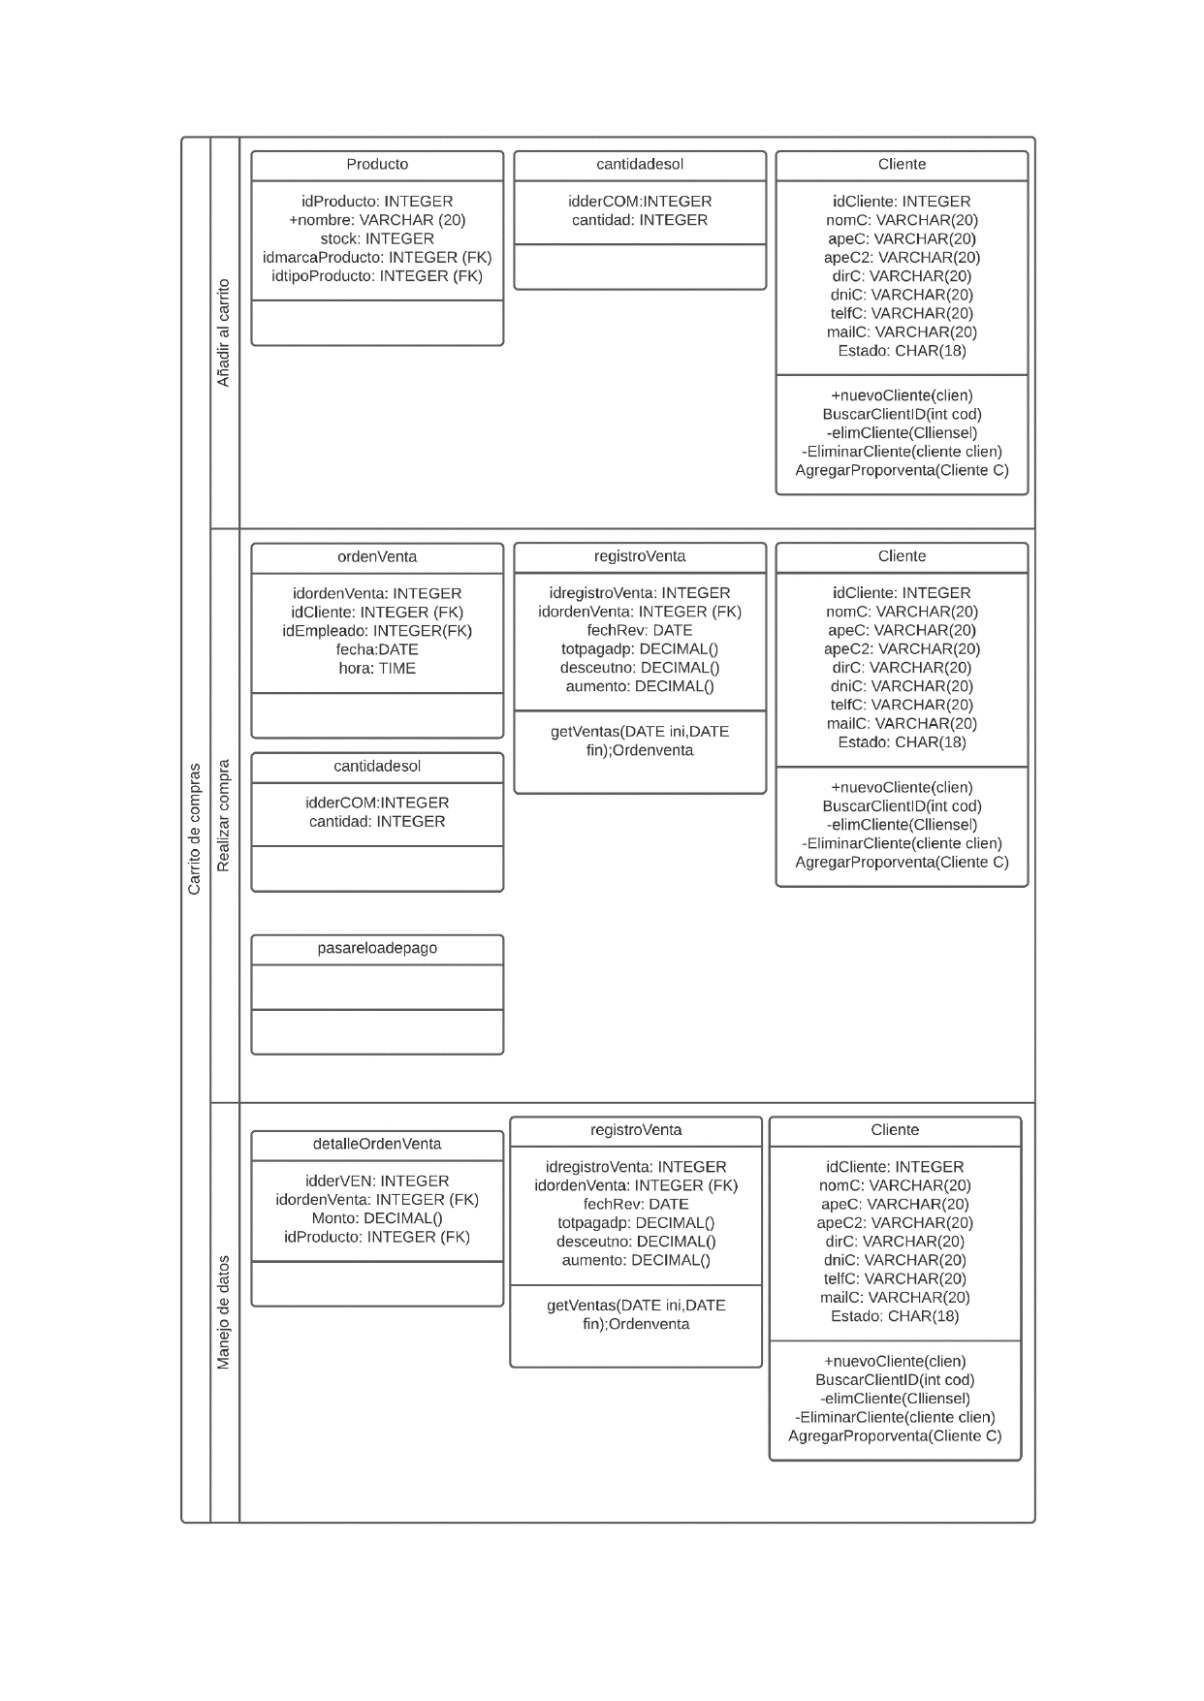 Carrito de compras
Añadir al carrito
Producto
idProducto: INTEGER
+nombre: VARCHAR (20)
stock: INTEGER
idmarcaProducto: INTEGER (FK)
idtipoProducto: INTEGER (FK)
cantidadesol
idderCOM:INTEGER
cantidad: INTEGER
Cliente
idCliente: INTEGER
nomC: VARCHAR(20)
apeC: VARCHAR(20)
apeC2: VARCHAR(20)
dirC: VARCHAR(20)
dniC: VARCHAR(20)
telfC: VARCHAR(20)
mailC: VARCHAR(20)
Estado: CHAR(18)
+nuevoCliente(clien)
BuscarClientID(int cod)
-elimCliente(Clliensel)
-EliminarCliente(cliente clien)
AgregarProporventa(Cliente C)
Realizar compra
ordenVenta
idordenVenta: INTEGER
idCliente: INTEGER (FK)
idEmpleado: INTEGER(FK)
fecha:DATE
hora: TIME
registroVenta
idregistroVenta: INTEGER
idordenVenta: INTEGER (FK)
fechRev: DATE
totpagadp: DECIMAL()
desceutno: DECIMAL()
aumento: DECIMAL()
getVentas(DATE ini,DATE
fin);Ordenventa
Cliente
idCliente: INTEGER
nomC: VARCHAR(20)
apeC: VARCHAR(20)
apeC2: VARCHAR(20)
dirC: VARCHAR(20)
dniC: VARCHAR(20)
telfC: VARCHAR(20)
mailC: VARCHAR(20)
Estado: CHAR(18)
+nuevoCliente(clien)
BuscarClientID(int cod)
-elimCliente(Clliensel)
-EliminarCliente(cliente clien)
AgregarProporventa(Cliente C)
cantidadesol
idderCOM:INTEGER
cantidad: INTEGER
pasareloadepago
Manejo de datos
detalleOrdenVenta
idderVEN: INTEGER
idordenVenta: INTEGER (FK)
Monto: DECIMAL()
idProducto: INTEGER (FK)
registroVenta
idregistroVenta: INTEGER
idordenVenta: INTEGER (FK)
fechRev: DATE
totpagadp: DECIMAL()
desceutno: DECIMAL()
aumento: DECIMAL()
getVentas(DATE ini,DATE
fin);Ordenventa
Cliente
idCliente: INTEGER
nomC: VARCHAR(20)
apeC: VARCHAR(20)
apeC2: VARCHAR(20)
dirC: VARCHAR(20)
dniC: VARCHAR(20)
telfC: VARCHAR(20)
mailC: VARCHAR(20)
Estado: CHAR(18)
+nuevoCliente(clien)
BuscarClientID(int cod)
-elimCliente(Clliensel)
-EliminarCliente(cliente clien)
AgregarProporventa(Cliente C)